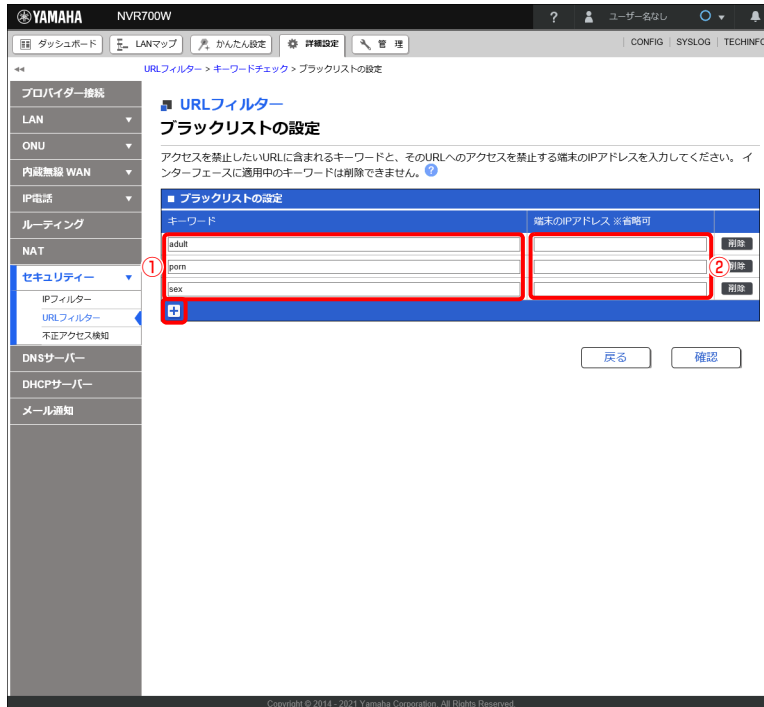 YAMAHA NVR700W ? ユーザー名なし
ダッシュボード LANマップ かんたん設定 詳細設定 管 理 CONFIG SYSLOG TECHINFO
URLフィルター > キーワードチェック > ブラックリストの設定
プロバイダー接続
LAN
ONU
内蔵無線 WAN
IP電話
ルーティング
NAT
セキュリティー
IPフィルター
URLフィルター
不正アクセス検知
DNSサーバー
DHCPサーバー
メール通知
URLフィルター
ブラックリストの設定
アクセスを禁止したいURLに含まれるキーワードと、そのURLへのアクセスを禁止する端末のIPアドレスを入力してください。 イ
ンターフェースに適用中のキーワードは削除できません。?
■ ブラックリストの設定
キーワード 端末のIPアドレス ※省略可
adult 削除
① porn ② 削除
sex 削除
+
戻る 確認
Copyright © 2014 - 2021 Yamaha Corporation. All Rights Reserved.